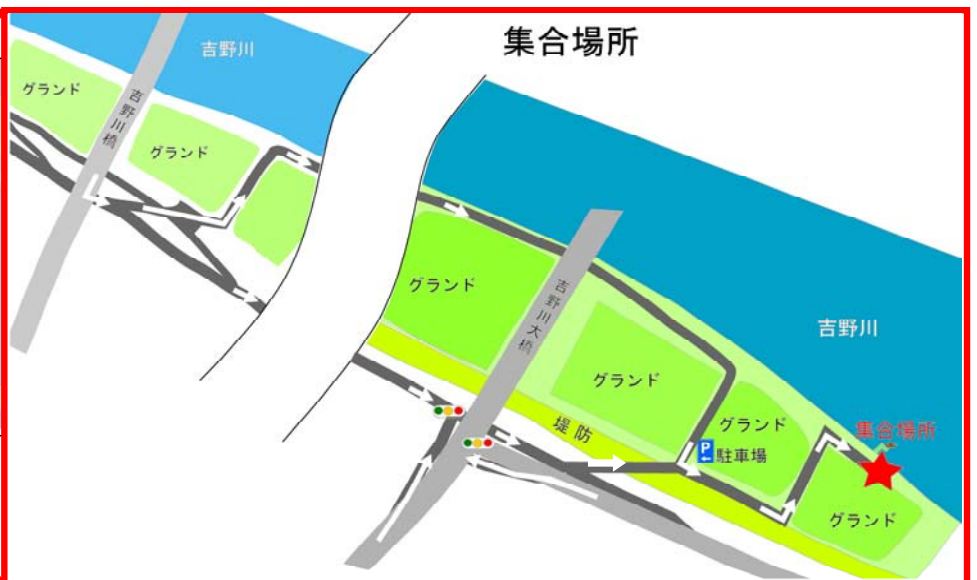 集合場所
吉野川
グランド
吉野川橋
グランド
グランド
吉野川大橋
吉野川
グランド
グランド
集合場所
堤防
P
駐車場
グランド